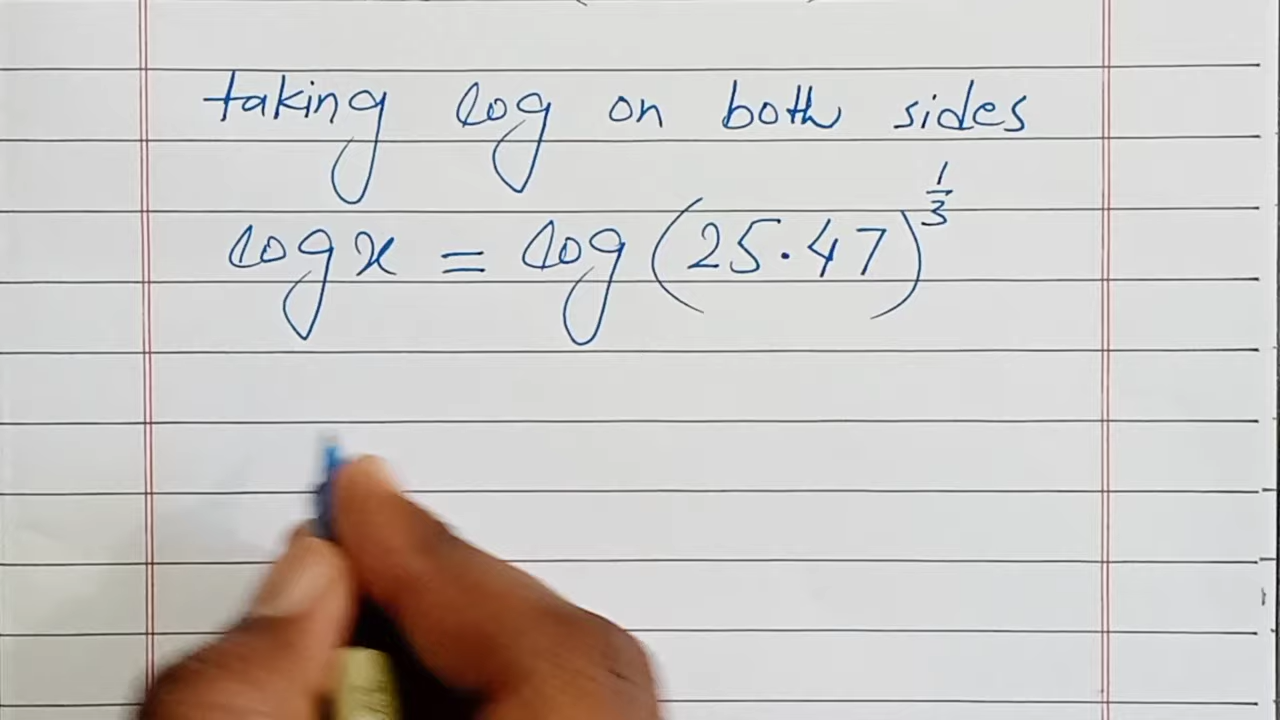 taking log on both sides
log x = log (25.47)^1/3